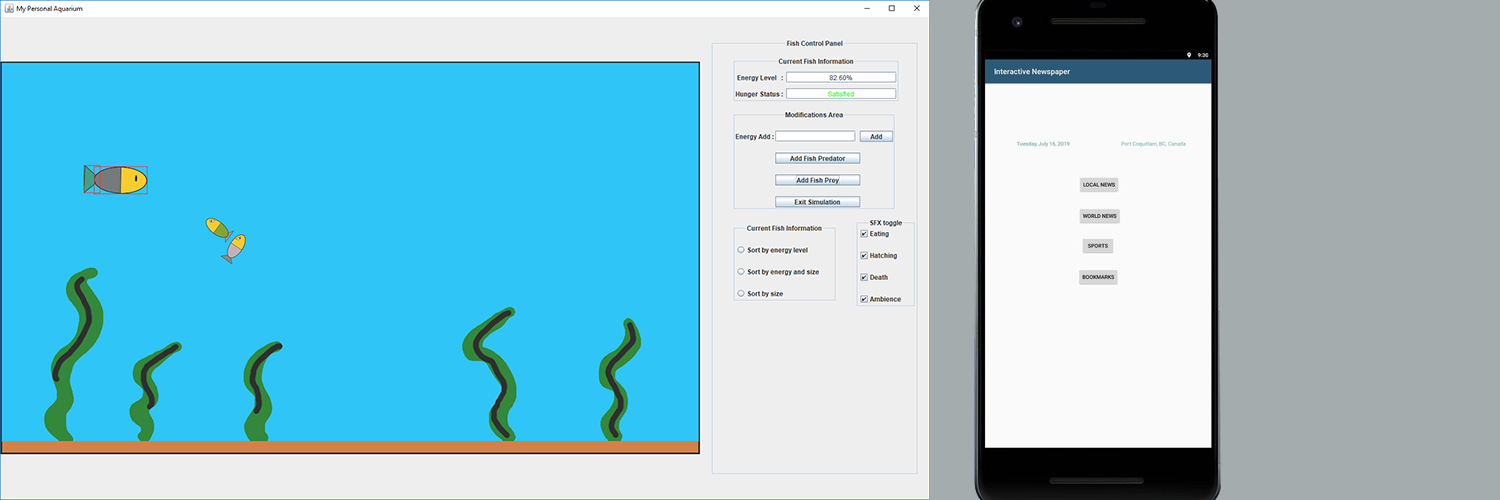 My Personal Aquarium
Fish Control Panel
Current Fish Information
Energy Level :
82.60%
Hunger Status :
Satisfied
Modifications Area
Energy Add :
Add
Add Fish Predator
Add Fish Prey
Exit Simulation
Current Fish Information
Sort by energy level
Sort by energy and size
Sort by size
SFX toggle
Eating
Hatching
Death
Ambience
9:30
Interactive Newspaper
Tuesday, July 16, 2019
Port Coquitlam, BC, Canada
LOCAL NEWS
WORLD NEWS
SPORTS
BOOKMARKS